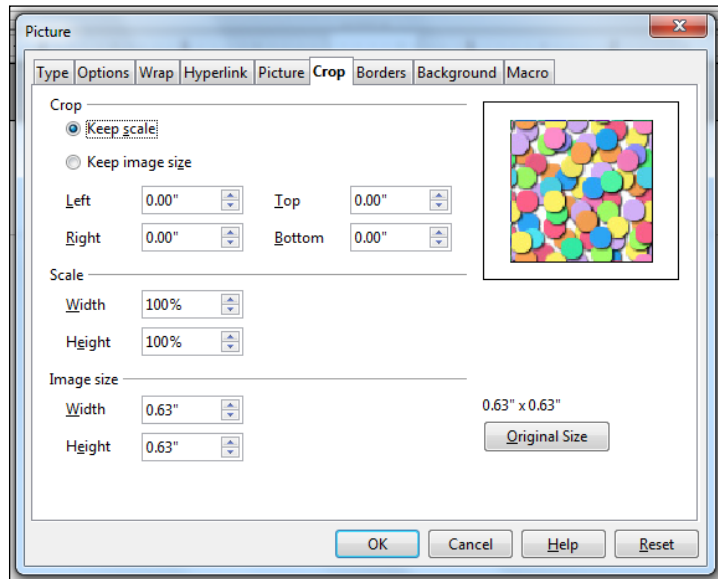 Picture
Type Options Wrap Hyperlink Picture Crop Borders Background Macro
Crop
Keep scale
Keep image size
Left 0.00" Top 0.00"
Right 0.00" Bottom 0.00"
Scale
Width 100%
Height 100%
Image size
Width 0.63" 0.63" x 0.63"
Height 0.63" Original Size
OK Cancel Help Reset